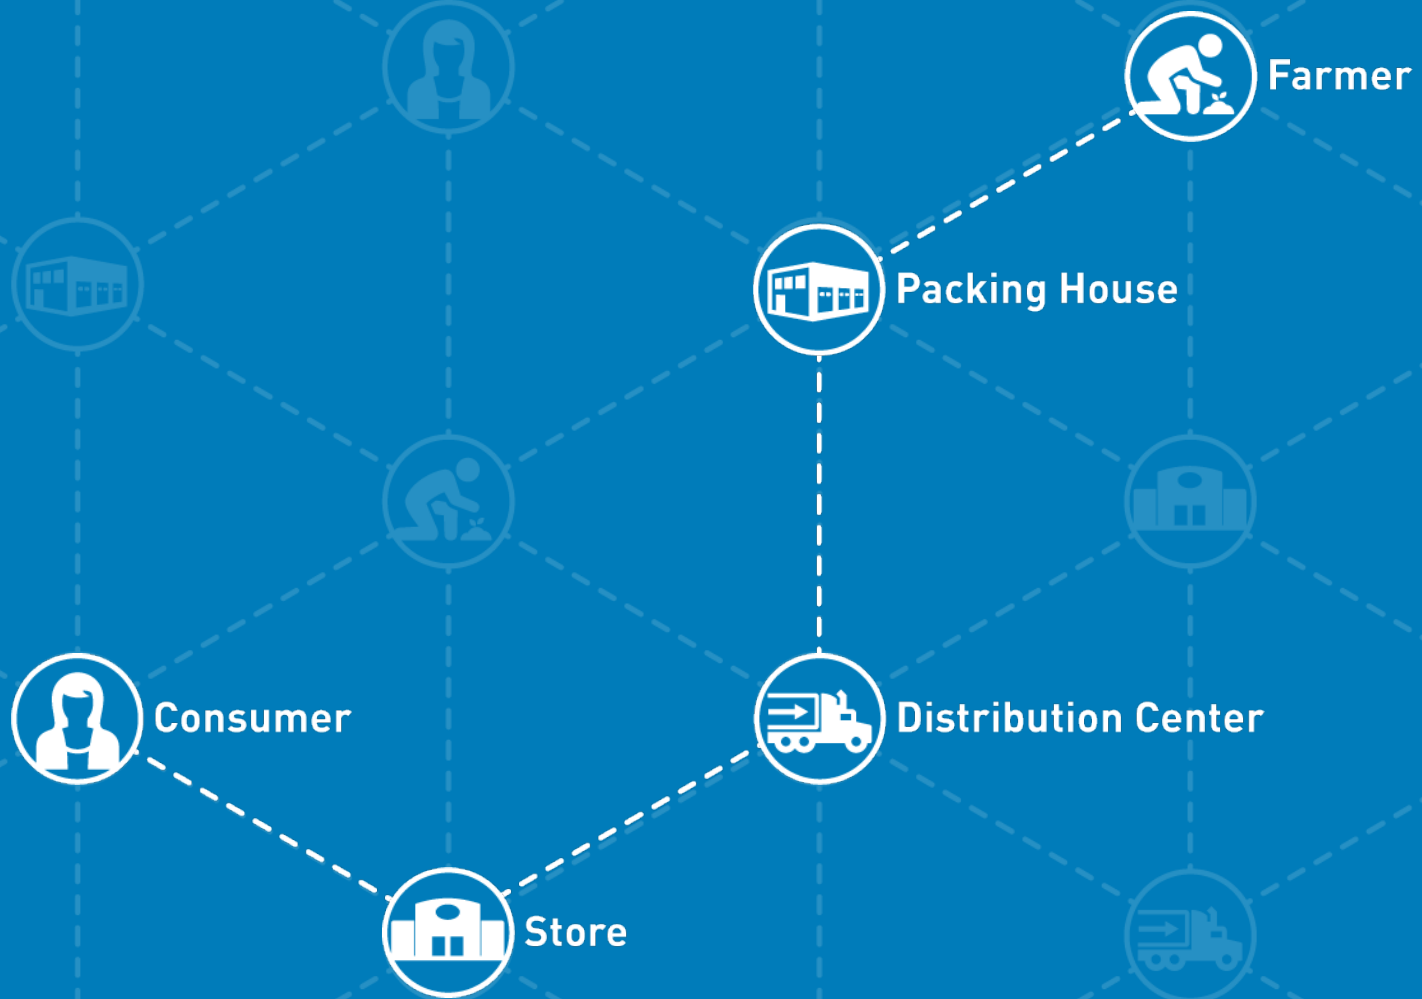 Farmer
Packing House
Consumer
Distribution Center
Store